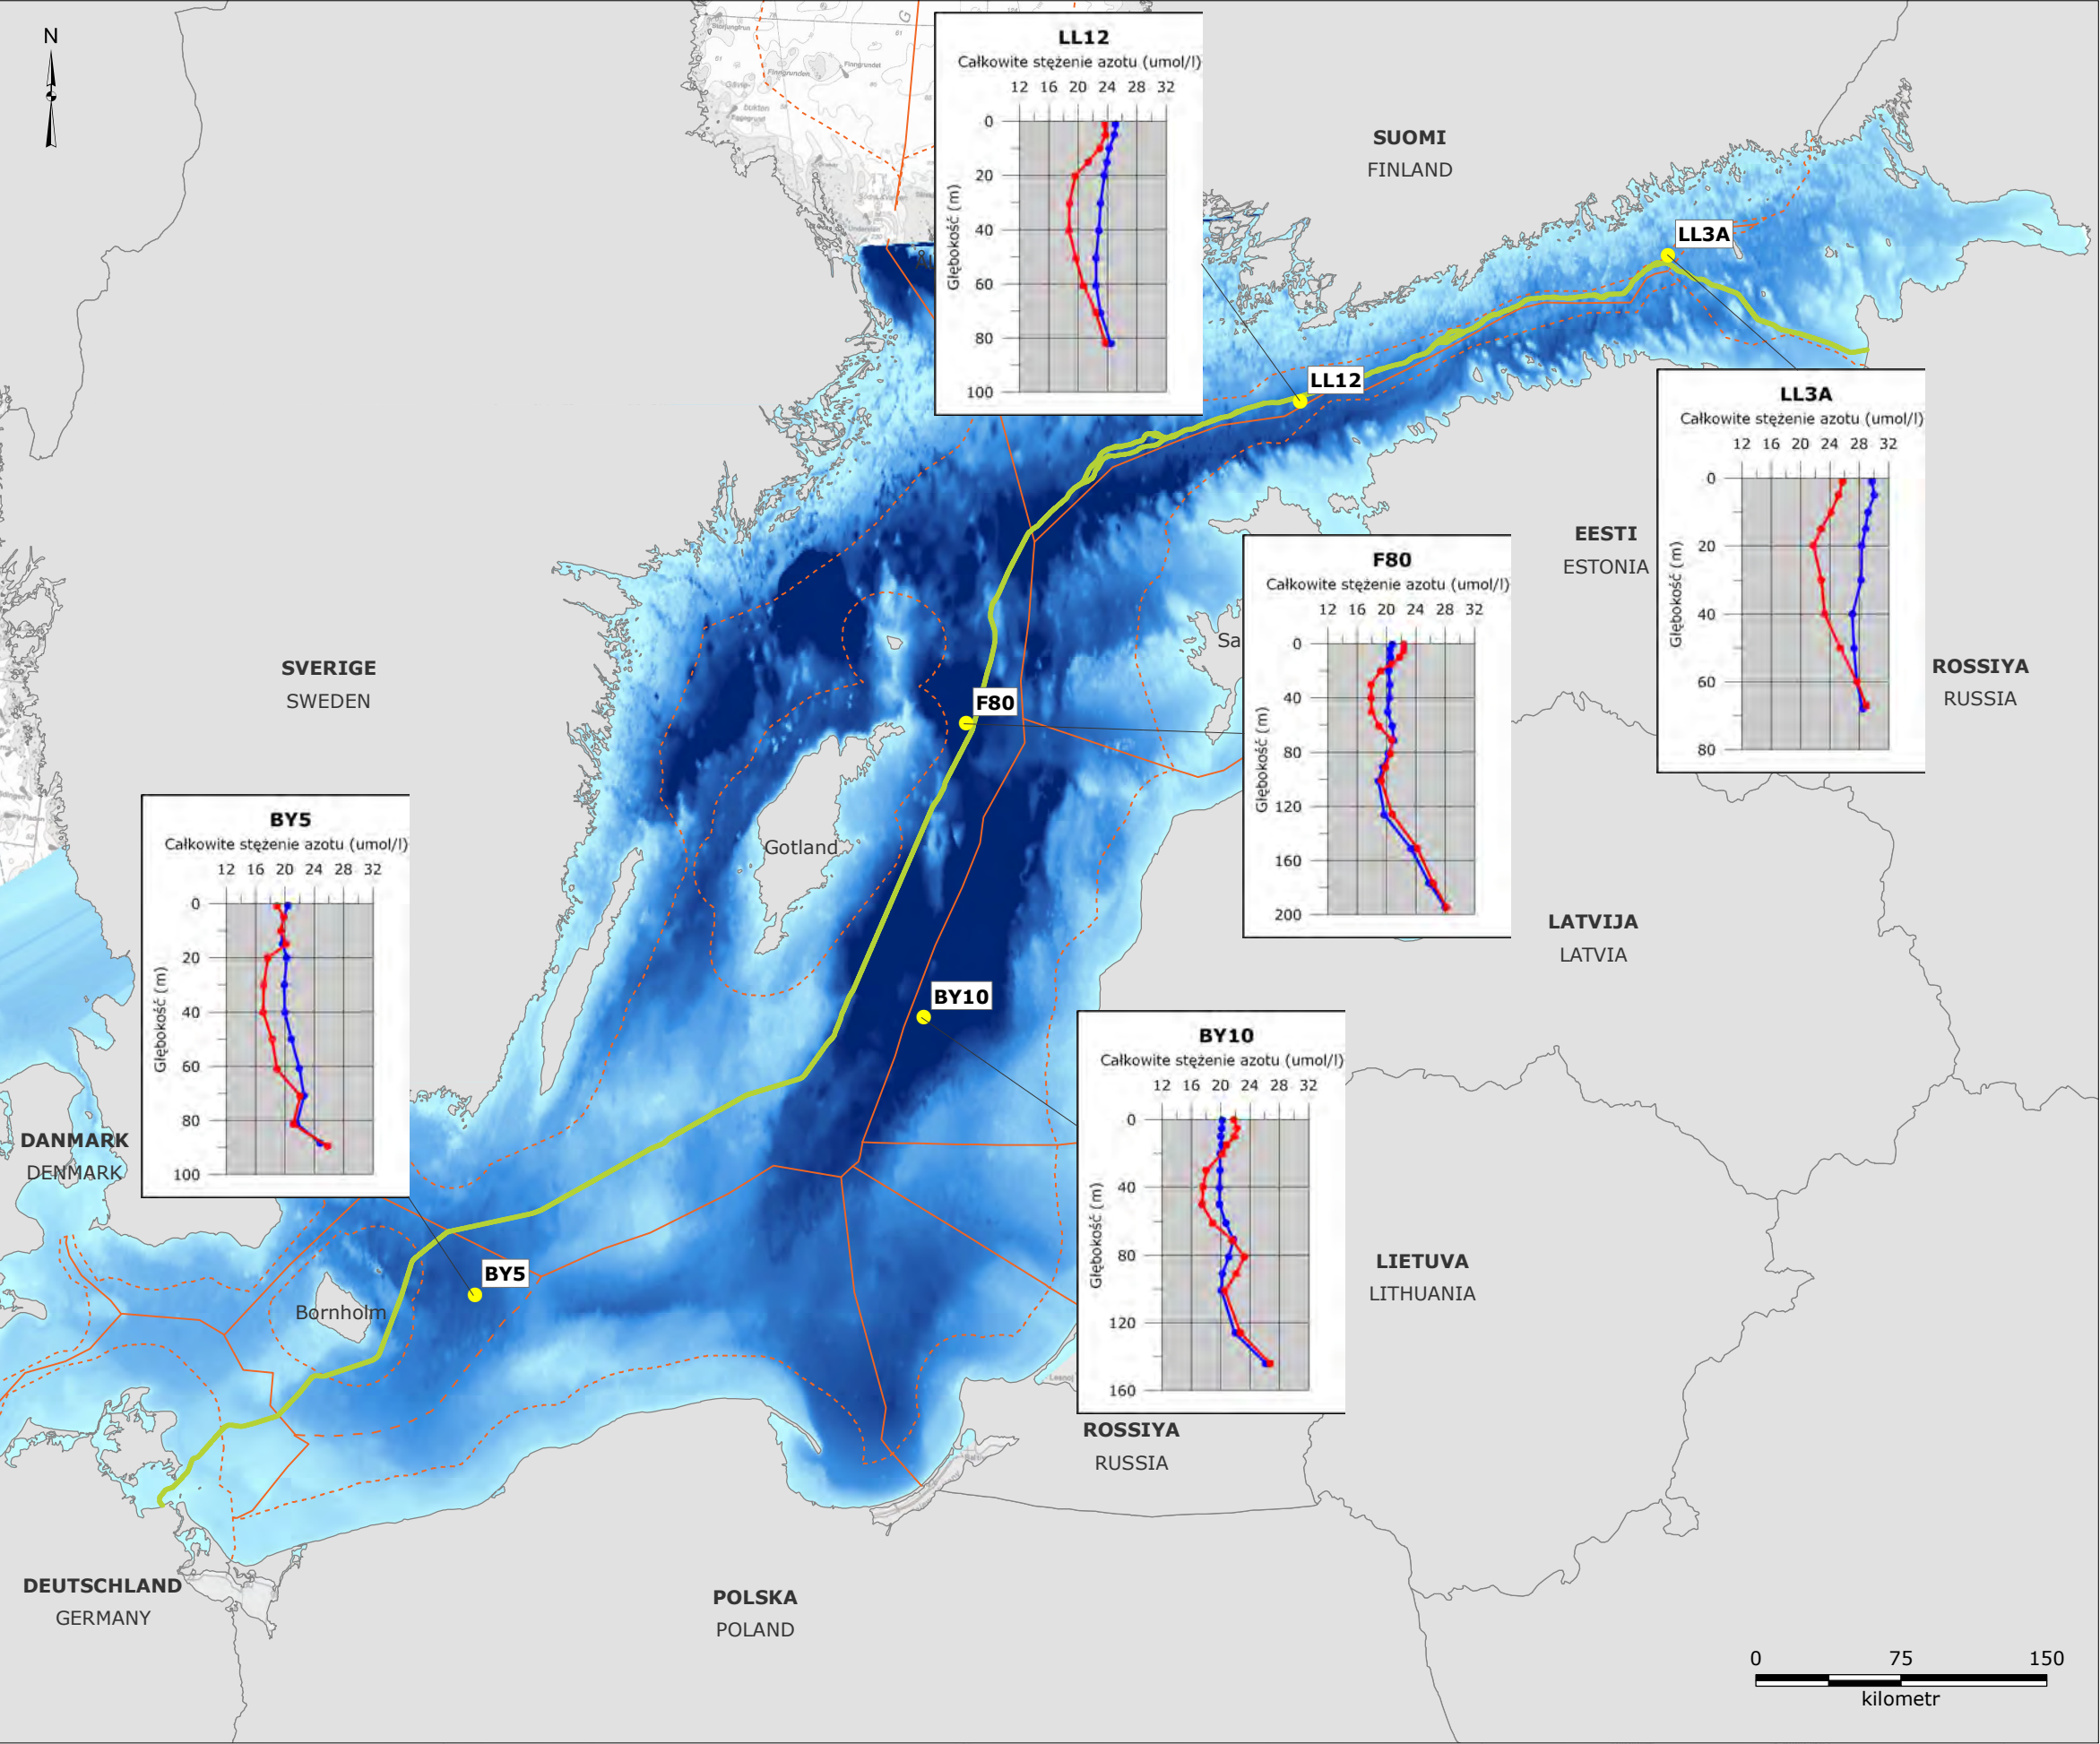 N
LL12
Całkowite stężenie azotu (umol/l)
12 16 20 24 28 32
Głębokość (m)
0
20
40
60
80
100
SUOMI
FINLAND
LL3A
LL12
LL3A
Całkowite stężenie azotu (umol/l)
12 16 20 24 28 32
Głębokość (m)
0
20
40
60
80
EESTI
ESTONIA
F80
Całkowite stężenie azotu (umol/l)
12 16 20 24 28 32
Głębokość (m)
0
40
80
120
160
200
Sa
ROSSIYA
RUSSIA
SVERIGE
SWEDEN
F80
Gotland
BY5
Całkowite stężenie azotu (umol/l)
12 16 20 24 28 32
Głębokość (m)
0
20
40
60
80
100
LATVIJA
LATVIA
BY10
BY10
Całkowite stężenie azotu (umol/l)
12 16 20 24 28 32
Głębokość (m)
0
40
80
120
160
DANMARK
DENMARK
BY5
Bornholm
LIETUVA
LITHUANIA
ROSSIYA
RUSSIA
DEUTSCHLAND
GERMANY
POLSKA
POLAND
0 75 150
kilometr